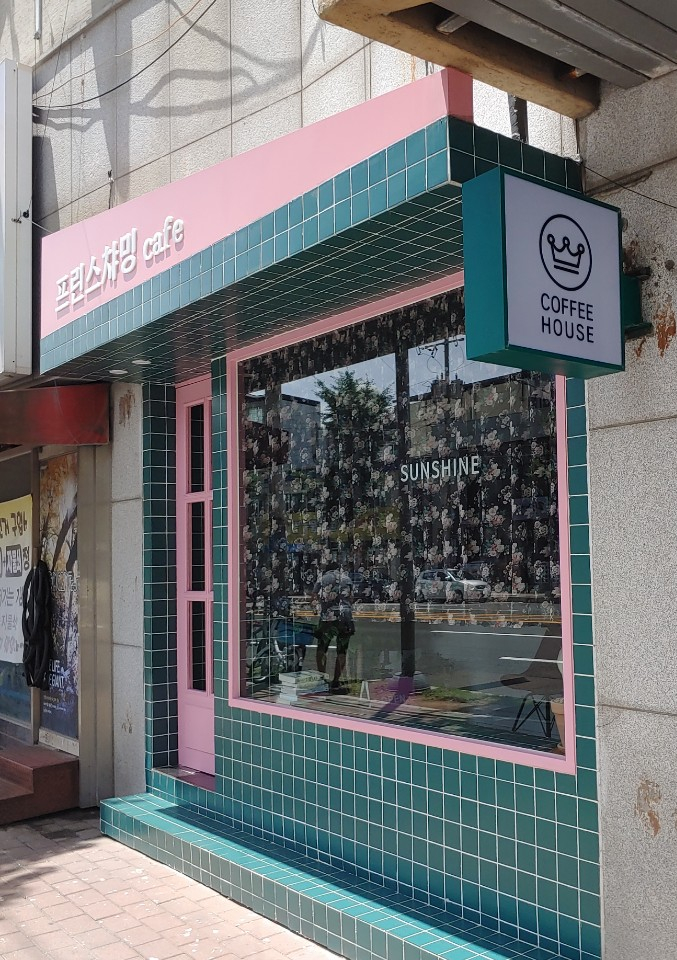 프린스챠밍 cafe
COFFEE
HOUSE
SUNSHINE